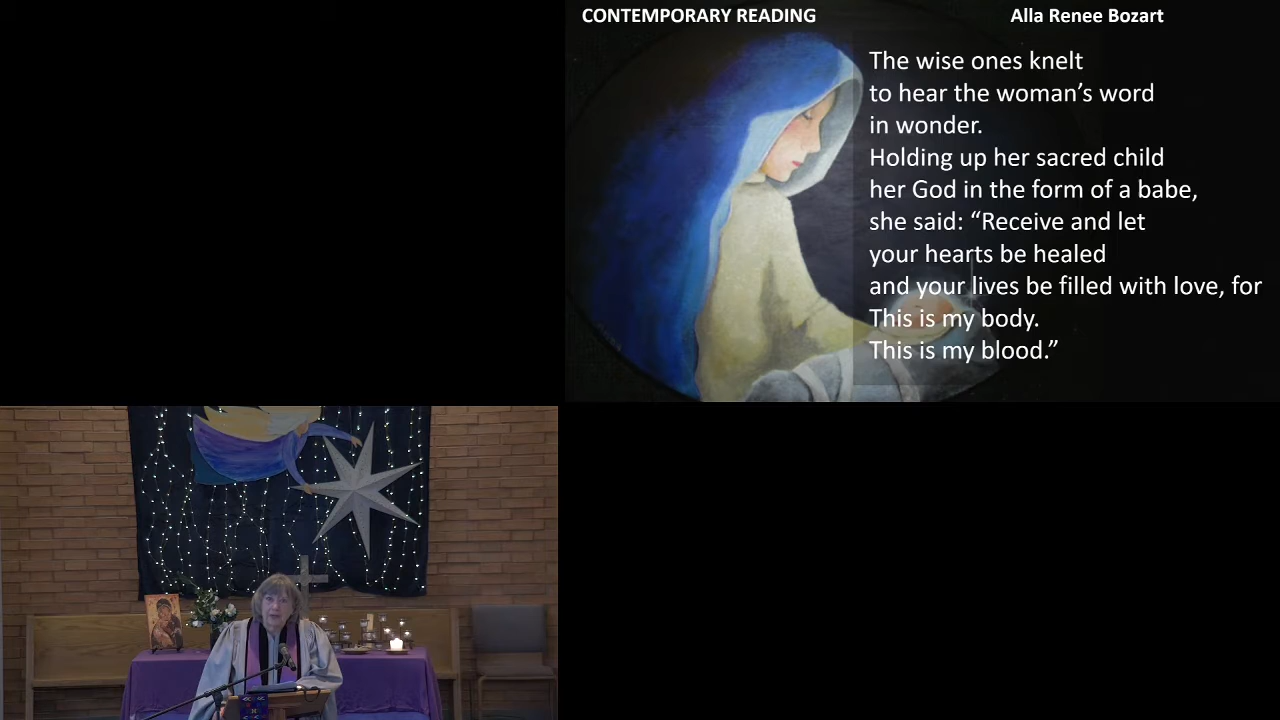 CONTEMPORARY READING Alla Renee Bozart
The wise ones knelt
to hear the woman’s word
in wonder.
Holding up her sacred child
her God in the form of a babe,
she said: “Receive and let
your hearts be healed
and your lives be filled with love, for
This is my body.
This is my blood.”